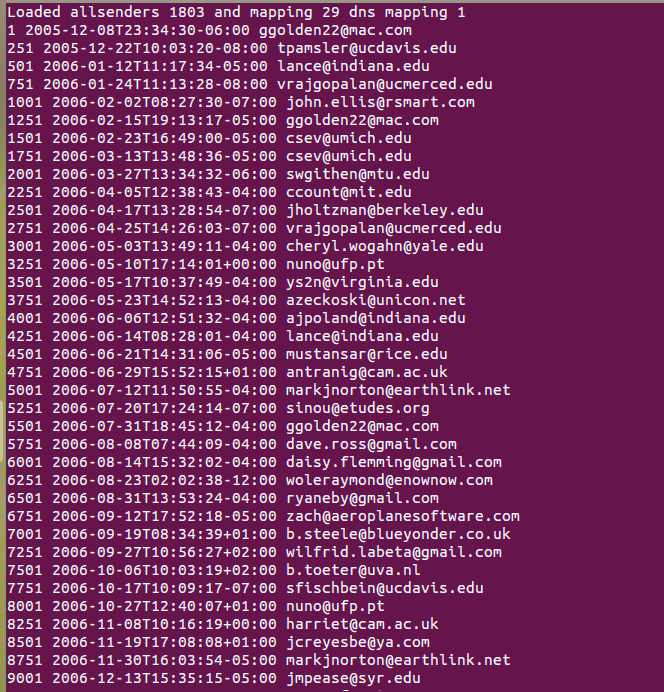 Loaded allsenders 1803 and mapping 29 dns mapping 1
1 2005-12-08T23:34:30-06:00 ggolden22@mac.com
251 2005-12-22T10:03:20-08:00 tpamsler@ucdavis.edu
501 2006-01-12T11:17:34-05:00 lance@indiana.edu
751 2006-01-24T11:13:28-08:00 vrajgopalan@ucmerced.edu
1001 2006-02-02T08:27:30-07:00 john.ellis@rsmart.com
1251 2006-02-15T19:13:17-05:00 ggolden22@mac.com
1501 2006-02-23T16:49:00-05:00 csev@umich.edu
1751 2006-03-13T13:48:36-05:00 csev@umich.edu
2001 2006-03-27T13:34:32-06:00 swgithen@mtu.edu
2251 2006-04-05T12:38:43-04:00 ccount@mit.edu
2501 2006-04-17T13:28:54-07:00 jholtzman@berkeley.edu
2751 2006-04-25T14:26:03-07:00 vrajgopalan@ucmerced.edu
3001 2006-05-03T13:49:11-04:00 cheryl.wogahn@yale.edu
3251 2006-05-10T17:14:01+00:00 nuno@ufp.pt
3501 2006-05-17T10:37:49-04:00 ys2n@virginia.edu
3751 2006-05-23T14:52:13-04:00 azeckoski@unicon.net
4001 2006-06-06T12:51:32-04:00 ajpoland@indiana.edu
4251 2006-06-14T08:28:01-04:00 lance@indiana.edu
4501 2006-06-21T14:31:06-05:00 mustansar@rice.edu
4751 2006-06-29T15:52:15+01:00 antranig@cam.ac.uk
5001 2006-07-12T11:50:55-04:00 markjnorton@earthlink.net
5251 2006-07-20T17:24:14-07:00 sinou@etudes.org
5501 2006-07-31T18:45:12-04:00 ggolden22@mac.com
5751 2006-08-08T07:44:09-04:00 dave.ross@gmail.com
6001 2006-08-14T15:32:02-04:00 daisy.flemming@gmail.com
6251 2006-08-23T02:02:38-12:00 woleraymond@enownow.com
6501 2006-08-31T13:53:24-04:00 ryaneby@gmail.com
6751 2006-09-12T17:52:18-05:00 zach@aeroplanesoftware.com
7001 2006-09-19T08:34:39+01:00 b.steele@blueyonder.co.uk
7251 2006-09-27T10:56:27+02:00 wilfrid.labeta@gmail.com
7501 2006-10-06T10:03:19+02:00 b.toeter@uva.nl
7751 2006-10-17T10:09:17-07:00 sfischbein@ucdavis.edu
8001 2006-10-27T12:40:07+01:00 nuno@ufp.pt
8251 2006-11-08T10:16:19+00:00 harriet@cam.ac.uk
8501 2006-11-19T17:08:08+01:00 jcreyesbe@ya.com
8751 2006-11-30T16:03:54-05:00 markjnorton@earthlink.net
9001 2006-12-13T15:35:15-05:00 jmpease@syr.edu